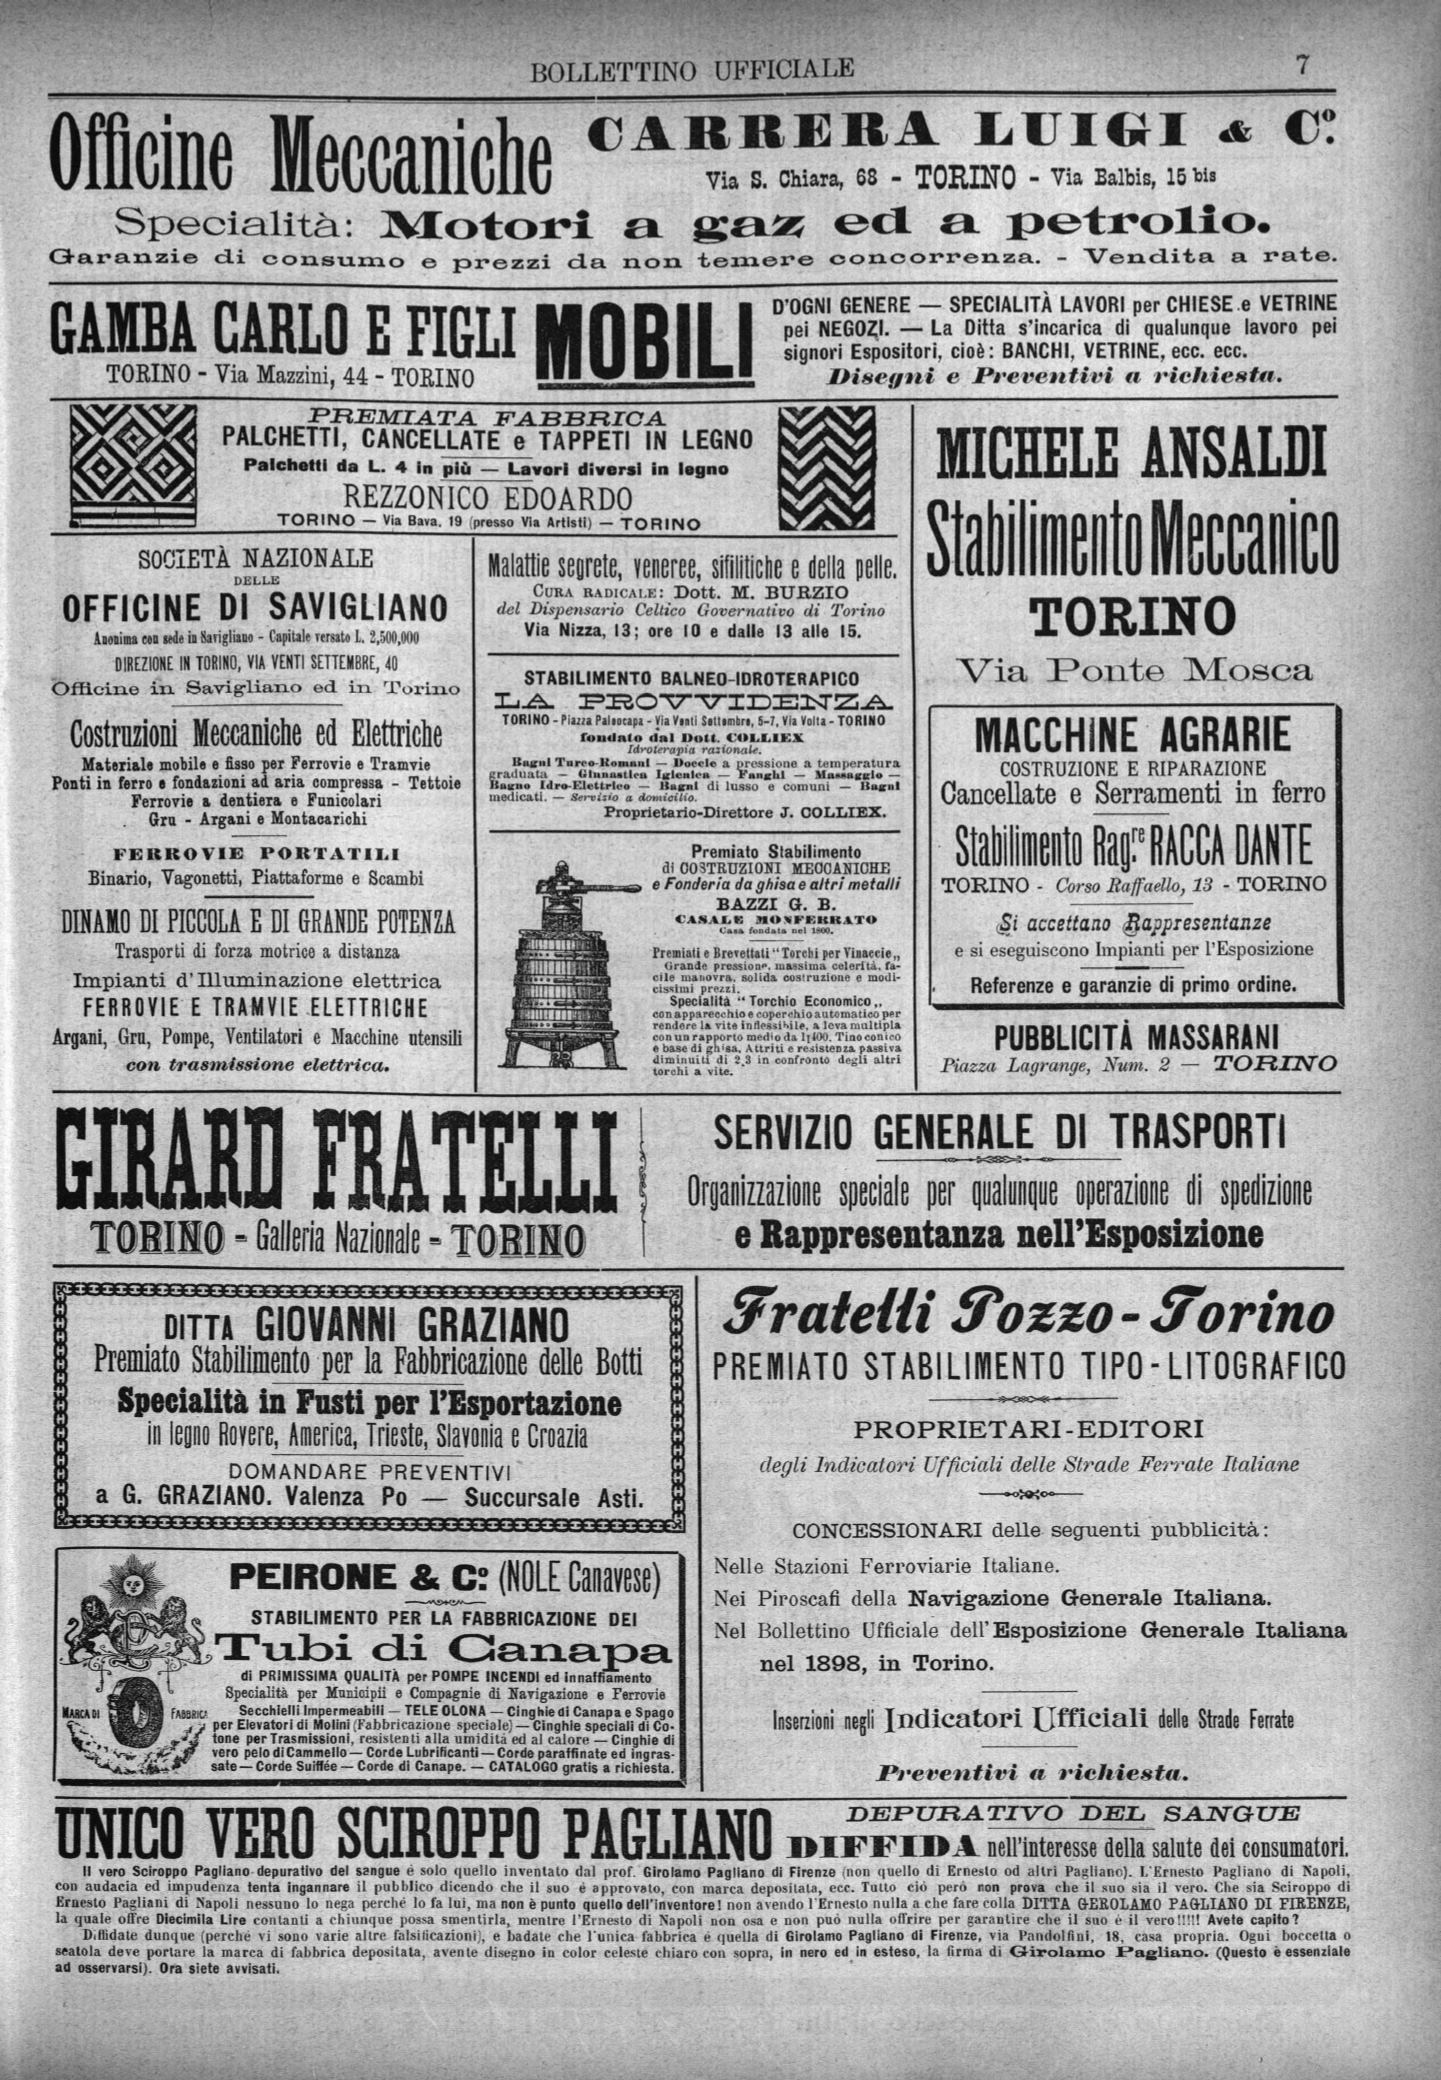 BOLLETTINO UFFICIALE 7
Officine Meccaniche CARRERA LUIGI & Cº.
Via S. Chiara, 68 - TORINO - Via Balbis, 15 bis
Specialità: Motori a gaz ed a petrolio.
Garanzie di consumo e prezzi da non temere concorrenza. - Vendita a rate.
GAMBA CARLO E FIGLI
TORINO - Via Mazzini, 44 - TORINO
MOBILI
D'OGNI GENERE — SPECIALITÀ LAVORI per CHIESE e VETRINE
pei NEGOZI. — La Ditta s'incarica di qualunque lavoro pei
signori Espositori, cioè: BANCHI, VETRINE, ecc. ecc.
Disegni e Preventivi a richiesta.
PREMIATA FABBRICA
PALCHETTI, CANCELLATE e TAPPETI IN LEGNO
Palchetti da L. 4 in più — Lavori diversi in legno
REZZONICO EDOARDO
TORINO — Via Bava, 19 (presso Via Artisti) — TORINO
SOCIETÀ NAZIONALE
DELLE
OFFICINE DI SAVIGLIANO
Anonima con sede in Savigliano - Capitale versato L. 2,500,000
DIREZIONE IN TORINO, VIA VENTI SETTEMBRE, 40
Officine in Savigliano ed in Torino
Costruzioni Meccaniche ed Elettriche
Materiale mobile e fisso per Ferrovie e Tramvie
Ponti in ferro e fondazioni ad aria compressa - Tettoie
Ferrovie a dentiera e Funicolari
Gru - Argani e Montacarichi
FERROVIE PORTATILI
Binario, Vagonetti, Piattaforme e Scambi
DINAMO DI PICCOLA E DI GRANDE POTENZA
Trasporti di forza motrice a distanza
Impianti d'Illuminazione elettrica
FERROVIE E TRAMVIE ELETTRICHE
Argani, Gru, Pompe, Ventilatori e Macchine utensili
con trasmissione elettrica.
Malattie segrete, veneree, sifilitiche e della pelle.
CURA RADICALE: Dott. M. BURZIO
del Dispensario Celtico Governativo di Torino
Via Nizza, 13; ore 10 e dalle 13 alle 15.
STABILIMENTO BALNEO-IDROTERAPICO
LA PROVVIDENZA
TORINO - Piazza Paleocapa - Via Venti Settembre, 5-7, Via Volta - TORINO
fondato dal Dott. COLLIEX
Idroterapia razionale.
Bagni Turco-Romani — Doccie a pressione a temperatura
graduata — Ginnastica Igienica — Fanghi — Massaggio —
Bagno Idro-Elettrico — Bagni di lusso e comuni — Bagni
medicati. — Servizio a domicilio.
Proprietario-Direttore J. COLLIEX.
Premiato Stabilimento
di COSTRUZIONI MECCANICHE
e Fonderia da ghisa e altri metalli
BAZZI G. B.
CASALE MONFERRATO
Casa fondata nel 1800.
Premiati e Brevettati "Torchi per Vinaccie„
Grande pressione, massima celerità, fa-
cile manovra, solida costruzione e modi-
cissimi prezzi.
Specialità "Torchio Economico„
con apparecchio e coperchio automatico per
rendere la vite inflessibile, a leva multipla
con un rapporto medio da 1|400. Tino conico
e base di ghisa. Attriti e resistenza passiva
diminuiti di 2,3 in confronto degli altri
torchi a vite.
MICHELE ANSALDI
Stabilimento Meccanico
TORINO
Via Ponte Mosca
MACCHINE AGRARIE
COSTRUZIONE E RIPARAZIONE
Cancellate e Serramenti in ferro
Stabilimento Rag.re RACCA DANTE
TORINO - Corso Raffaello, 13 - TORINO
Si accettano Rappresentanze
e si eseguiscono Impianti per l'Esposizione
Referenze e garanzie di primo ordine.
PUBBLICITÀ MASSARANI
Piazza Lagrange, Num. 2 — TORINO
GIRARD FRATELLI
TORINO - Galleria Nazionale - TORINO
SERVIZIO GENERALE DI TRASPORTI
Organizzazione speciale per qualunque operazione di spedizione
e Rappresentanza nell'Esposizione
DITTA GIOVANNI GRAZIANO
Premiato Stabilimento per la Fabbricazione delle Botti
Specialità in Fusti per l'Esportazione
in legno Rovere, America, Trieste, Slavonia e Croazia
DOMANDARE PREVENTIVI
a G. GRAZIANO. Valenza Po — Succursale Asti.
PEIRONE & Cº. (NOLE Canavese)
STABILIMENTO PER LA FABBRICAZIONE DEI
Tubi di Canapa
di PRIMISSIMA QUALITÀ per POMPE INCENDI ed innaffiamento
Specialità per Municipii e Compagnie di Navigazione e Ferrovie
Secchielli Impermeabili — TELE OLONA — Cinghie di Canapa e Spago
per Elevatori di Molini (Fabbricazione speciale) — Cinghie speciali di Co-
tone per Trasmissioni, resistenti alla umidità ed al calore — Cinghie di
vero pelo di Cammello — Corde Lubrificanti — Corde paraffinate ed ingras-
sate — Corde Suiffée — Corde di Canape. — CATALOGO gratis a richiesta.
MARCA DI FABBRICA
Fratelli Pozzo - Torino
PREMIATO STABILIMENTO TIPO-LITOGRAFICO
PROPRIETARI-EDITORI
degli Indicatori Ufficiali delle Strade Ferrate Italiane
CONCESSIONARI delle seguenti pubblicità:
Nelle Stazioni Ferroviarie Italiane.
Nei Piroscafi della Navigazione Generale Italiana.
Nel Bollettino Ufficiale dell'Esposizione Generale Italiana
nel 1898, in Torino.
Inserzioni negli Indicatori Ufficiali delle Strade Ferrate
Preventivi a richiesta.
UNICO VERO SCIROPPO PAGLIANO
DEPURATIVO DEL SANGUE
DIFFIDA nell'interesse della salute dei consumatori.
Il vero Sciroppo Pagliano depurativo del sangue é solo quello inventato dal prof. Girolamo Pagliano di Firenze (non quello di Ernesto od altri Pagliano). L'Ernesto Pagliano di Napoli,
con audacia ed impudenza tenta ingannare il pubblico dicendo che il suo é approvato, con marca depositata, ecc. Tutto ció peró non prova che il suo sia il vero. Che sia Sciroppo di
Ernesto Pagliani di Napoli nessuno lo nega perché lo fa lui, ma non è punto quello dell'inventore! non avendo l'Ernesto nulla a che fare colla DITTA GEROLAMO PAGLIANO DI FIRENZE,
la quale offre Diecimila Lire contanti a chiunque possa smentirla, mentre l'Ernesto di Napoli non osa e non puó nulla offrire per garantire che il suo é il vero!!!!! Avete capito?
Diffidate dunque (perché vi sono varie altre falsificazioni), e badate che l'unica fabbrica é quella di Girolamo Pagliano di Firenze, via Pandolfini, 18, casa propria. Ogni boccetta o
scatola deve portare la marca di fabbrica depositata, avente disegno in color celeste chiaro con sopra, in nero ed in esteso, la firma di Girolamo Pagliano. (Questo è essenziale
ad osservarsi). Ora siete avvisati.